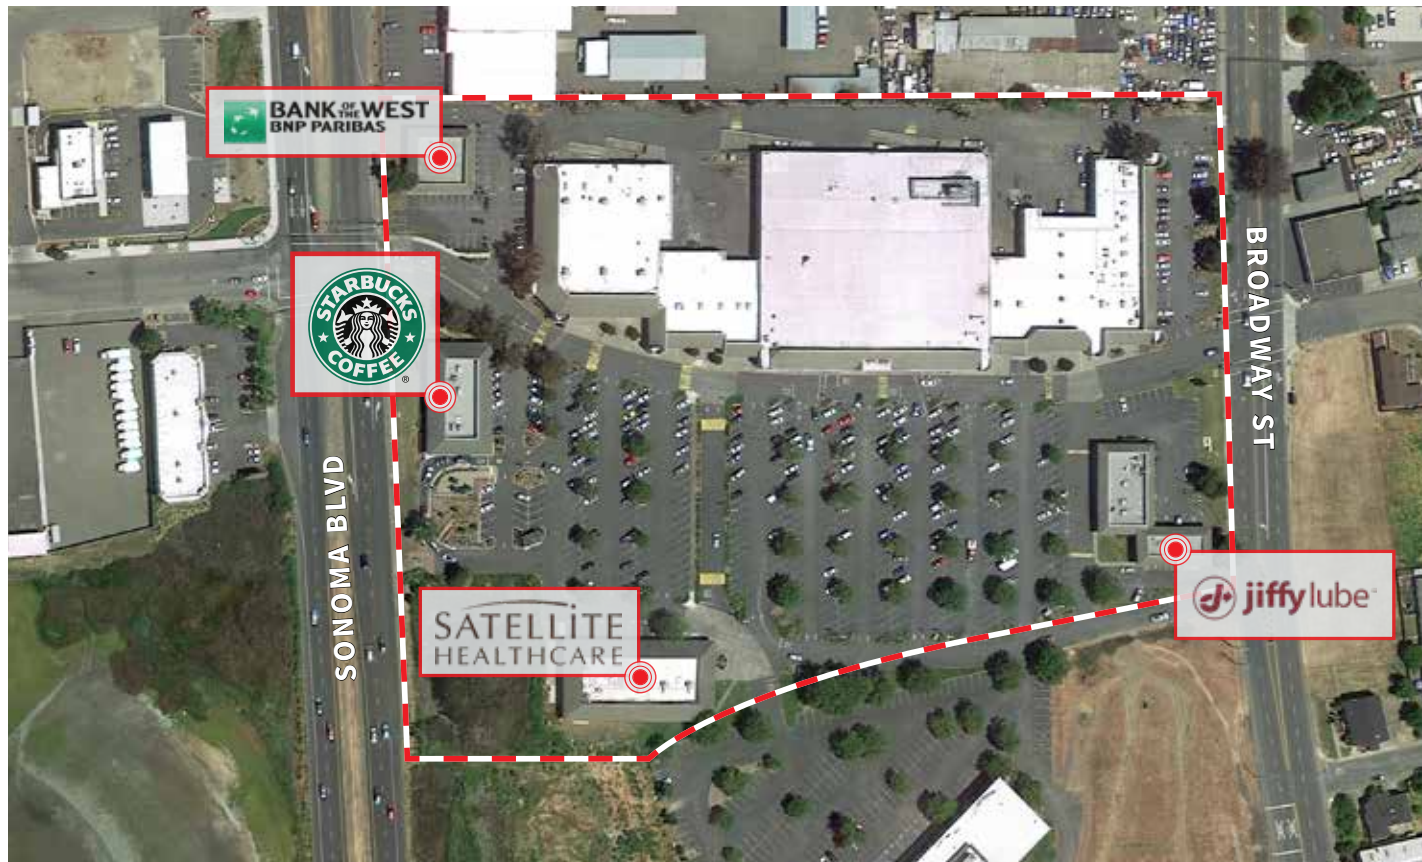 BANK OF THE WEST
BNP PARIBAS
STARBUCKS
COFFEE
®
BROADWAY ST
SONOMA BLVD
SATELLITE
HEALTHCARE
jiffy lube